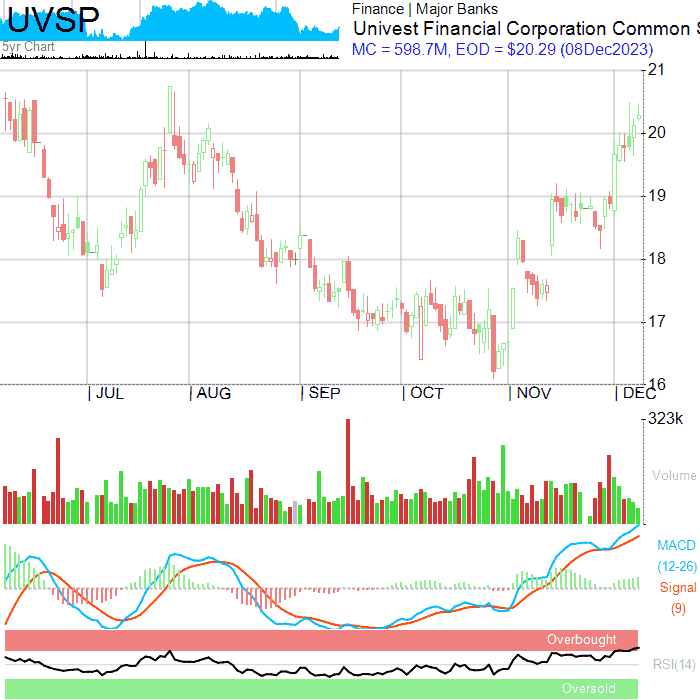 UVSP
5yr Chart
Finance | Major Banks
Univest Financial Corporation Common S
MC = 598.7M, EOD = $20.29 (08Dec2023)
21
20
19
18
17
16
JUL AUG SEP OCT NOV DEC
323k
Volume
MACD
(12-26)
Signal
(9)
Overbought
RSI(14)
Oversold